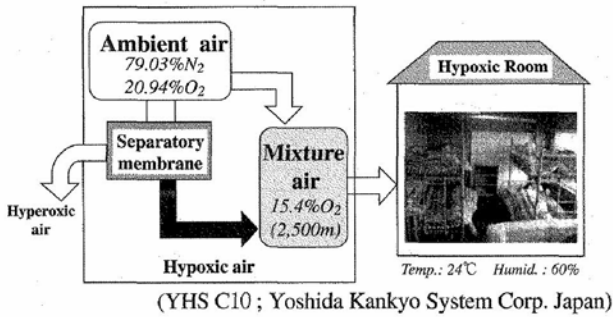 Ambient air
79.03%N₂
20.94%O₂
Separatory
membrane
Hyperoxic
air
Mixture
air
15.4%O₂
(2,500m)
Hypoxic air
Hypoxic Room
Temp.: 24℃ Humid. : 60%
(YHS C10 ; Yoshida Kankyo System Corp. Japan)